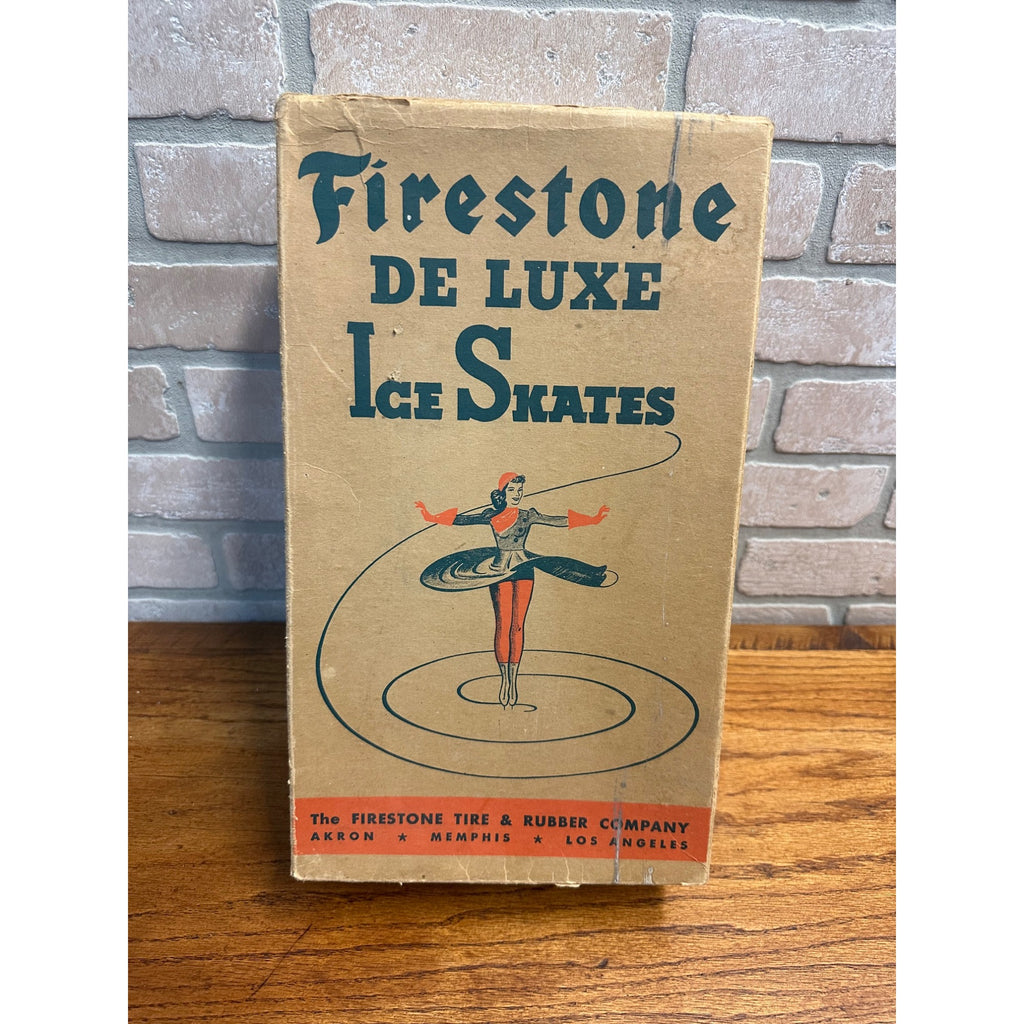 Firestone
DE LUXE
ICE SKATES
The FIRESTONE TIRE & RUBBER COMPANY
AKRON ★ MEMPHIS ★ LOS ANGELES